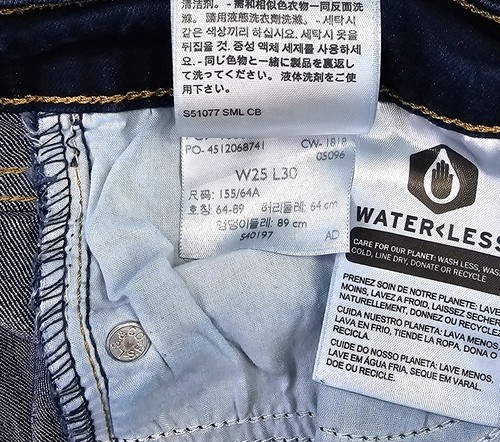 清洁剂。- 需和相似色衣物一同反面洗
滌。請用液態洗衣劑洗滌。- 세탁시
같은 색상끼리 하세요. 세탁시 옷을
뒤집을 것. 중성 액체 세제를 사용하세
요. - 同じ色物と一緒に製品を裏返し
て洗ってください。液体洗剤をご使
用下さい。
S51077 SML CB
PO- 4512068741
CW- 1818
05096
W25 L30
尺码: 155/64A
호칭 64-89 허리둘레: 64 cm
엉덩이둘레: 89 cm
S40197 AD
WATER<LESS
CARE FOR OUR PLANET: WASH LESS, WAS
COLD, LINE DRY, DONATE OR RECYCLE
PRENEZ SOIN DE NOTRE PLANETE: LAVE
MOINS, LAVEZ A FROID, LAISSEZ SECHER
NATURELLEMENT, DONNEZ OU RECYCLE
CUIDA NUESTRO PLANETA: LAVA MENOS,
LAVA EN FRIO, TIENDE LA ROPA, DONA O
RECICLA.
CUIDE DO NOSSO PLANETA: LAVE MENOS,
LAVE EM ÁGUA FRIA, SEQUE EM VARAL,
DOE OU RECICLE.